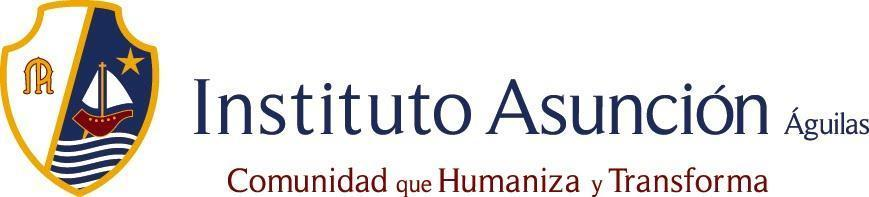 Instituto Asunción Águilas
Comunidad que Humaniza y Transforma